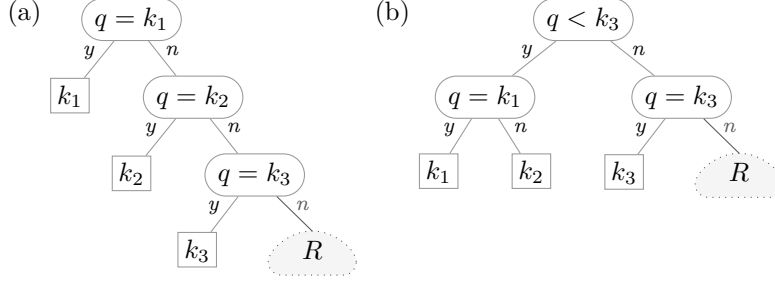 (a)
q = k₁
y n
k₁
q = k₂
y n
k₂
q = k₃
y n
k₃
R
(b)
q < k₃
y n
q = k₁ q = k₃
y n y n
k₁ k₂ k₃ R